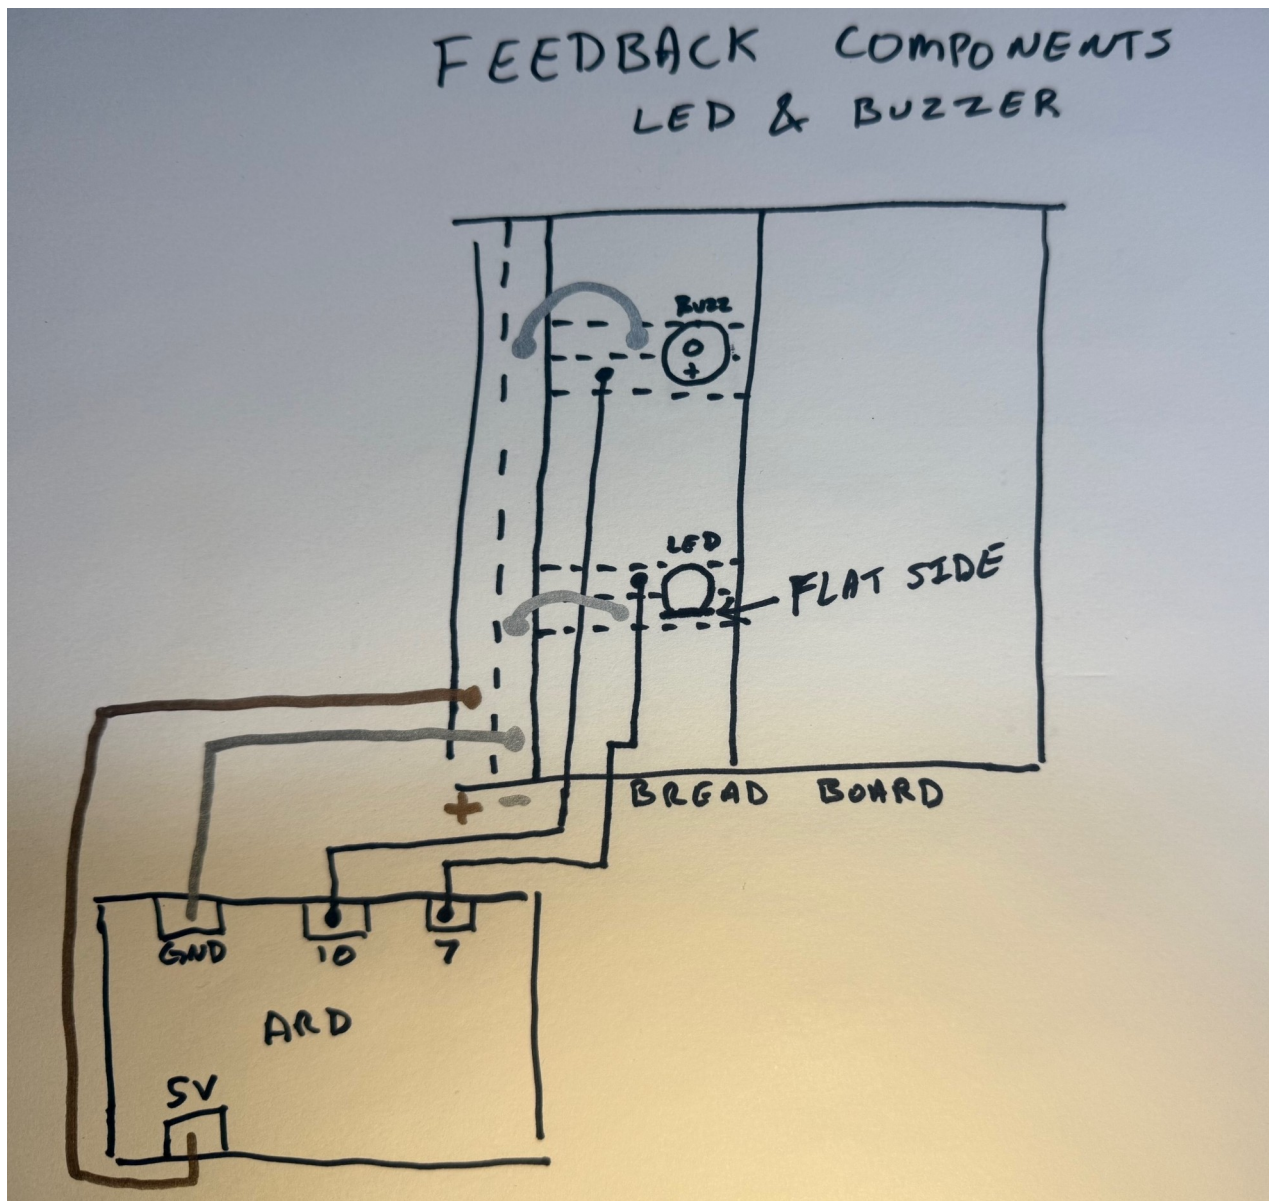 FEEDBACK COMPONENTS
LED & BUZZER
BUZZ
+
LED
FLAT SIDE
+ -
BREAD BOARD
GND 10 7
ARD
5V